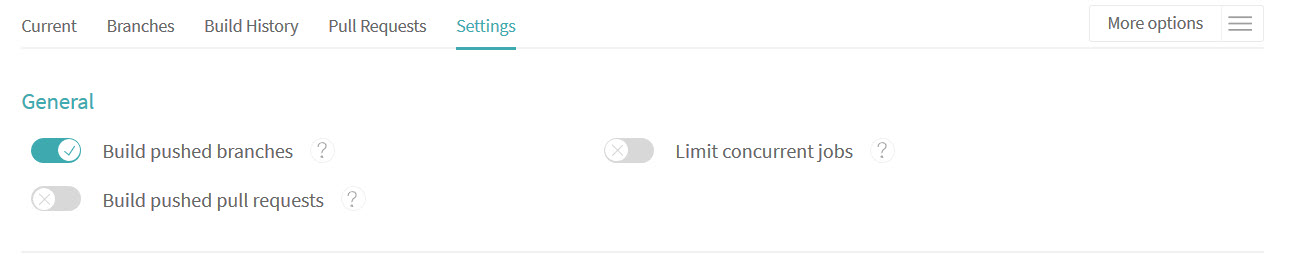 Current Branches Build History Pull Requests Settings More options
General
Build pushed branches ? Limit concurrent jobs ?
Build pushed pull requests ?